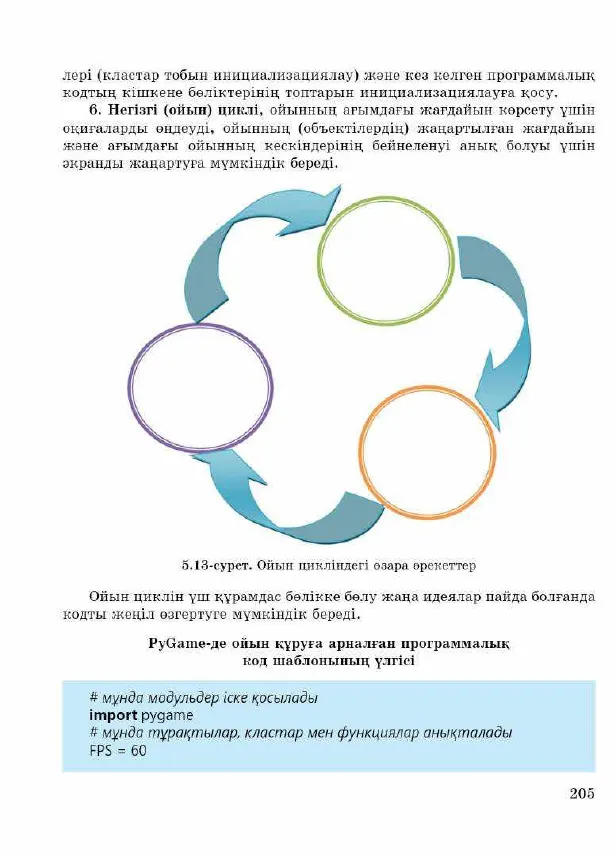 лері (кластар тобын инициализациялау) және кез келген программалық
кодтың кішкене бөліктерінің топтарын инициализациялауға қосу.
6. Негізгі (ойын) циклі, ойынның ағымдағы жағдайын көрсету үшін
оқиғаларды өңдеуді, ойынның (объектілердің) жаңартылған жағдайын
және ағымдағы ойынның кескіндерінің бейнеленуі анық болуы үшін
экранды жаңартуға мүмкіндік береді.
5.13-сурет. Ойын цикліндегі өзара әрекеттер
Ойын циклін үш құрамдас бөлікке бөлу жаңа идеялар пайда болғанда
кодты жеңіл өзгертуге мүмкіндік береді.
PyGame-де ойын құруға арналған программалық
код шаблонының үлгісі
# мұнда модульдер іске қосылады
import pygame
# мұнда тұрақтылар, кластар мен функциялар анықталады
FPS = 60
205